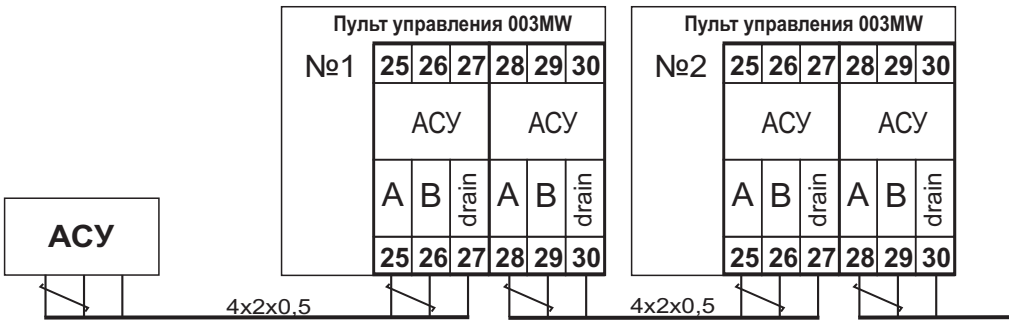 Пульт управления 003MW
№1
25 26 27 28 29 30
АСУ АСУ
A B drain A B drain
25 26 27 28 29 30
Пульт управления 003MW
№2
25 26 27 28 29 30
АСУ АСУ
A B drain A B drain
25 26 27 28 29 30
АСУ
4x2x0,5
4x2x0,5